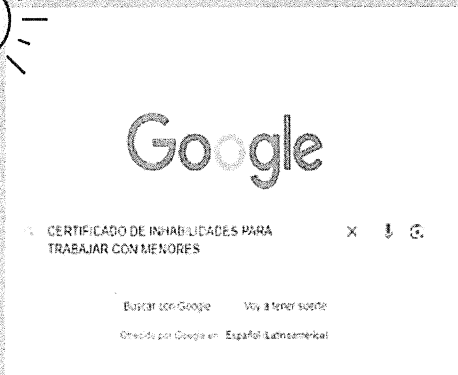 Google
CERTIFICADO DE INHABILIDADES PARA
TRABAJAR CON MENORES
Buscar con Google Voy a tener suerte
Ofrecido por Google en Español (Latinoamérica)